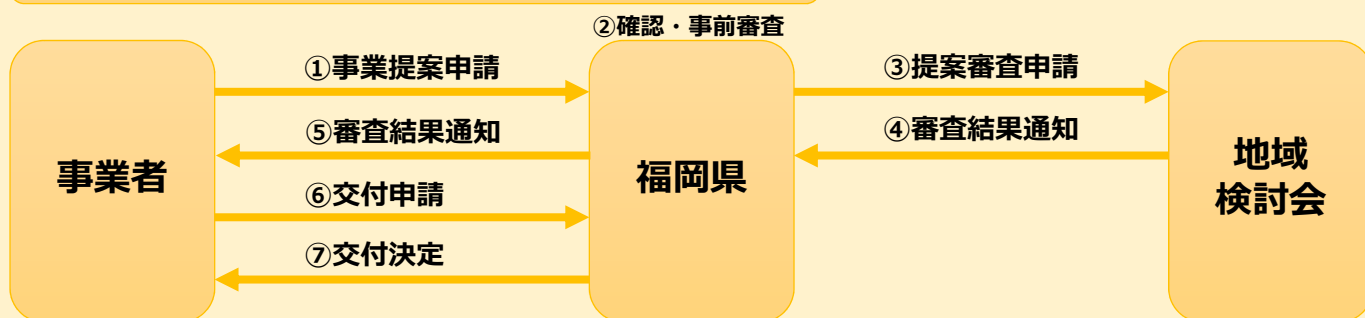 ②確認・事前審査
①事業提案申請
③提案審査申請
⑤審査結果通知
④審査結果通知
事業者
福岡県
地域
検討会
⑥交付申請
⑦交付決定